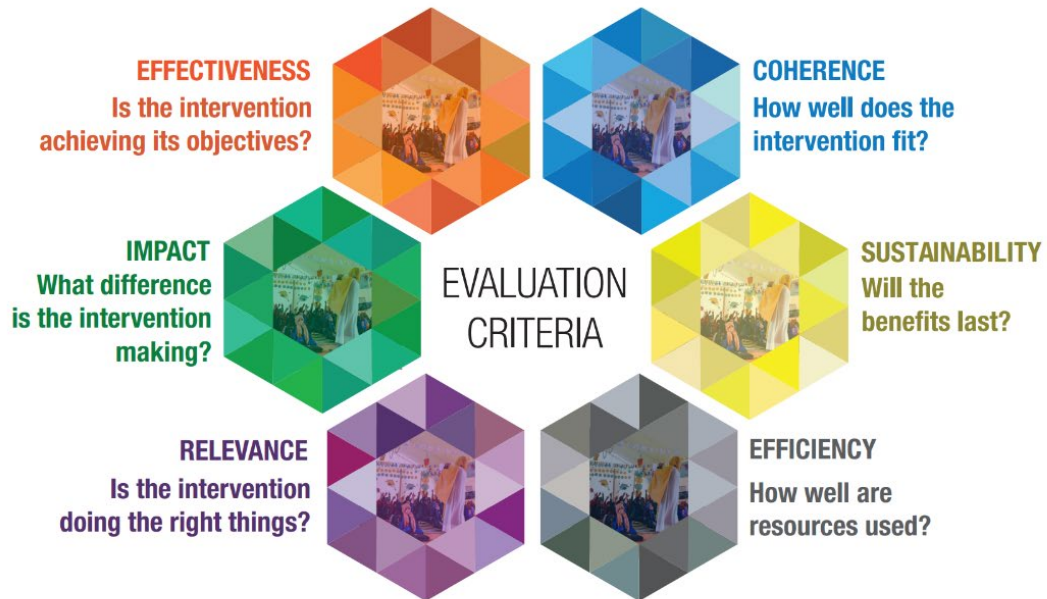 EFFECTIVENESS
Is the intervention
achieving its objectives?
COHERENCE
How well does the
intervention fit?
IMPACT
What difference
is the intervention
making?
EVALUATION
CRITERIA
SUSTAINABILITY
Will the
benefits last?
RELEVANCE
Is the intervention
doing the right things?
EFFICIENCY
How well are
resources used?